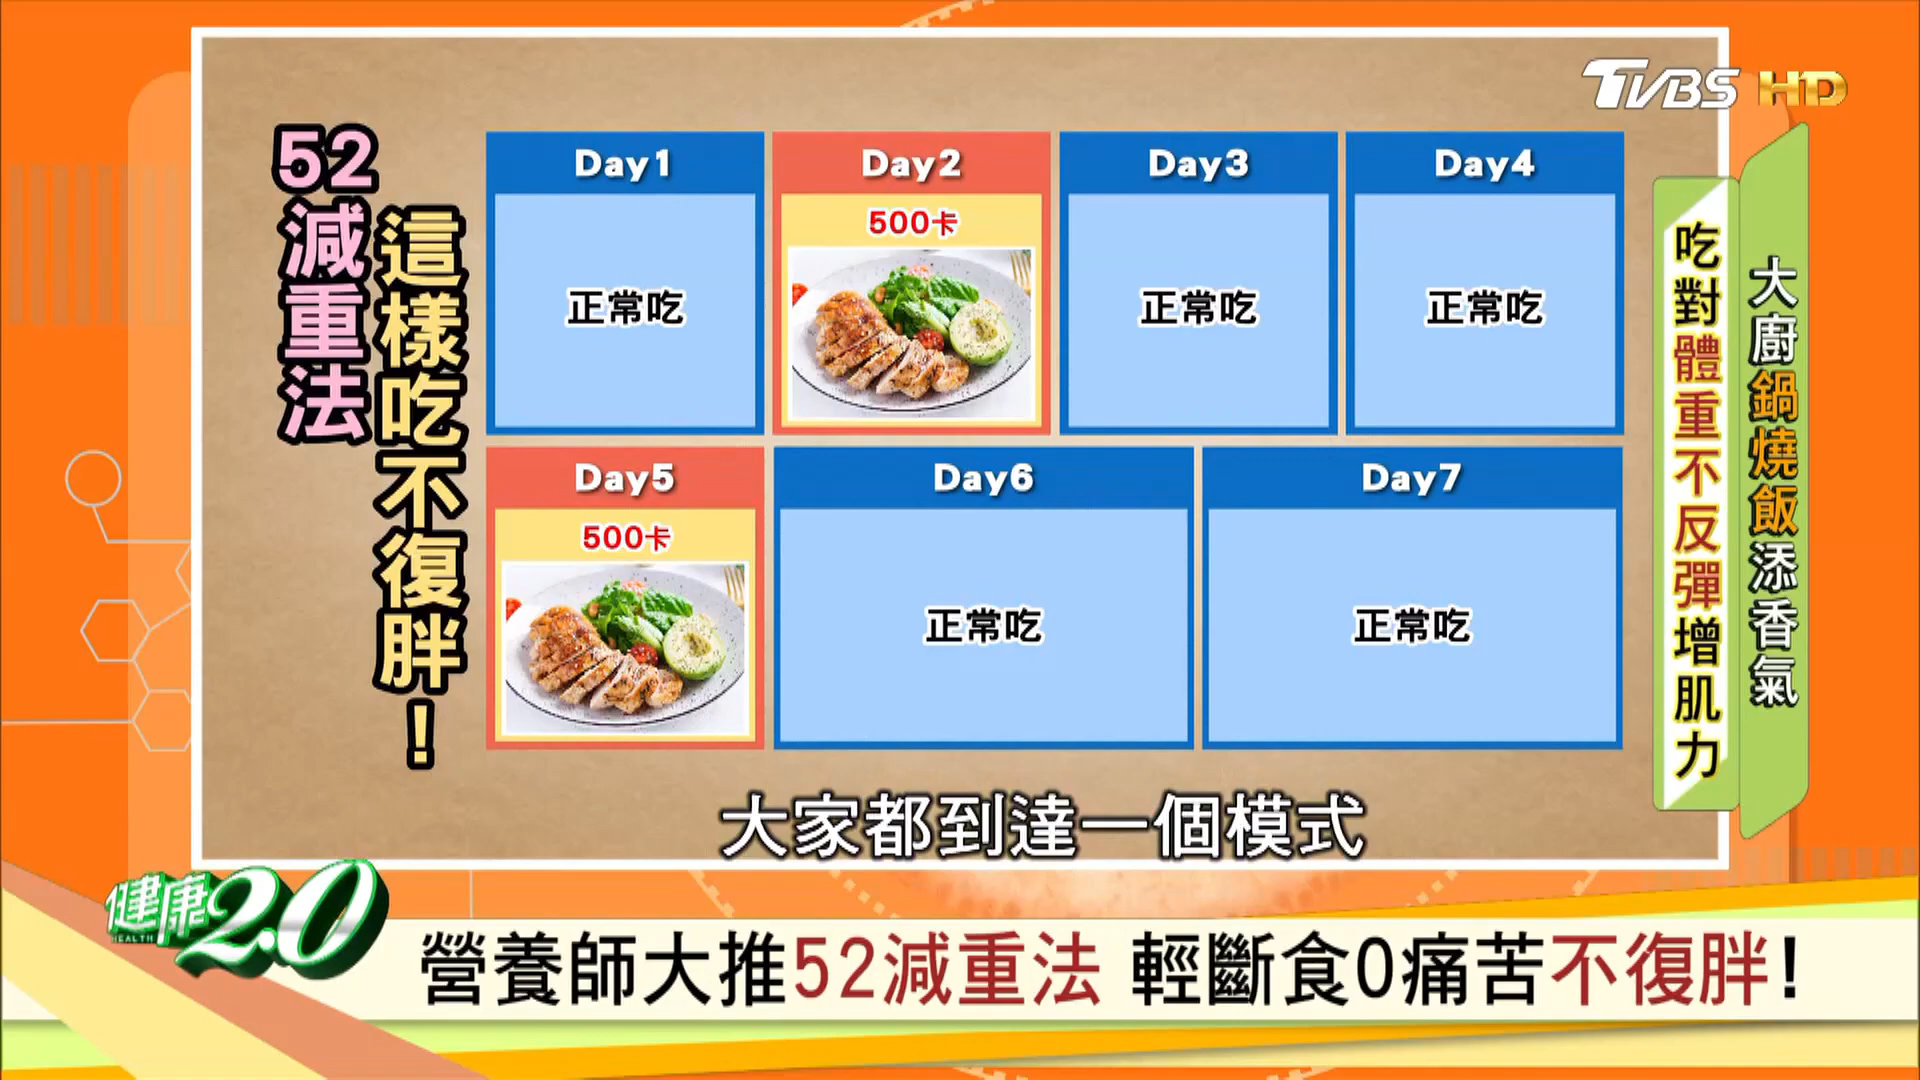 TVBS HD
52減重法
這樣吃不復胖!
Day1
正常吃
Day2
500卡
Day3
正常吃
Day4
正常吃
Day5
500卡
Day6
正常吃
Day7
正常吃
大廚鍋燒飯添香氣
吃對體重不反彈增肌力
大家都到達一個模式
健康2.0
HEALTH
營養師大推52減重法 輕斷食0痛苦不復胖!